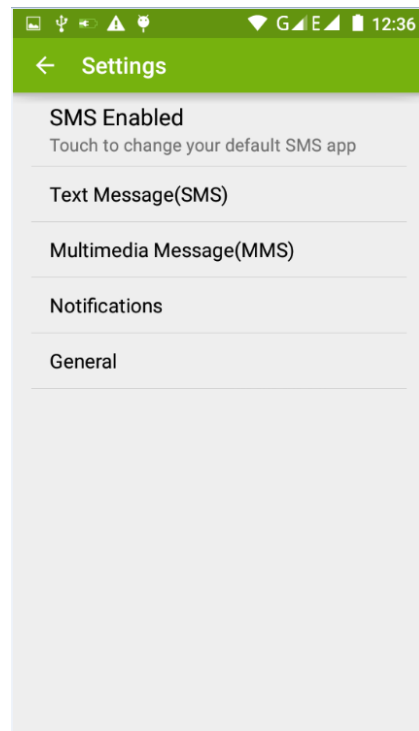 G E 12:36
Settings
SMS Enabled
Touch to change your default SMS app
Text Message(SMS)
Multimedia Message(MMS)
Notifications
General